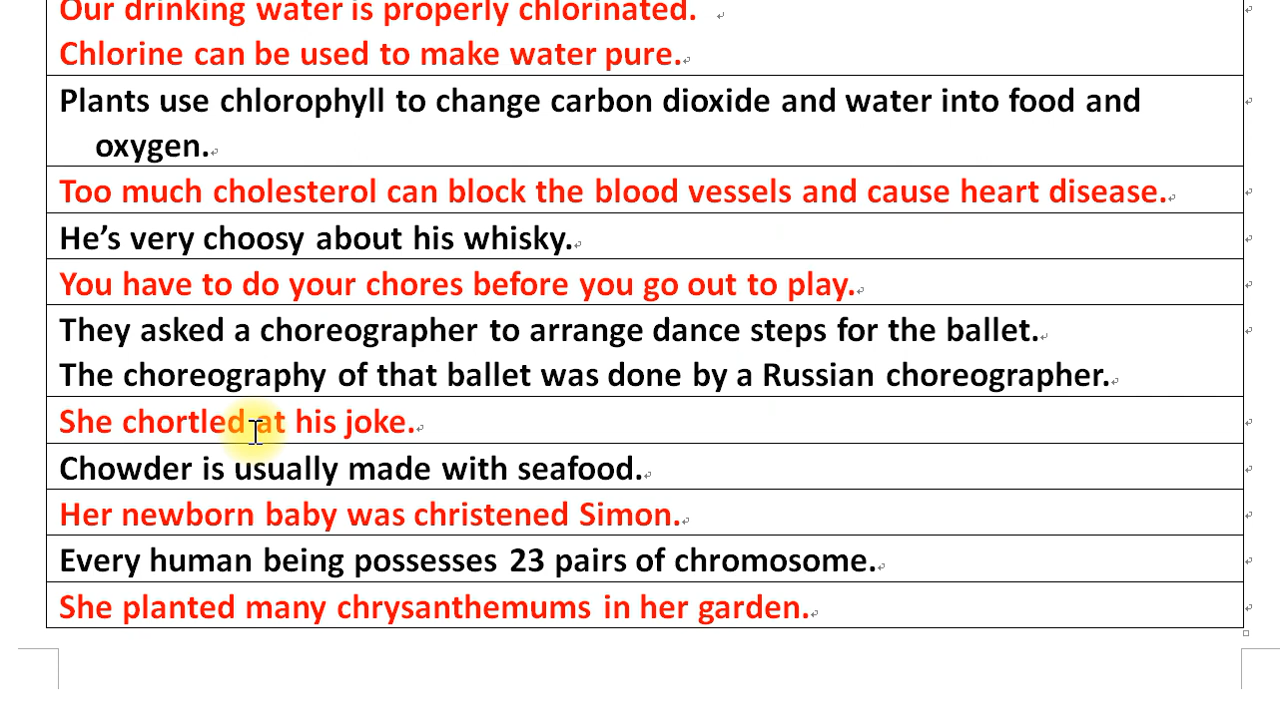 Our drinking water is properly chlorinated.
Chlorine can be used to make water pure.
Plants use chlorophyll to change carbon dioxide and water into food and
oxygen.
Too much cholesterol can block the blood vessels and cause heart disease.
He’s very choosy about his whisky.
You have to do your chores before you go out to play.
They asked a choreographer to arrange dance steps for the ballet.
The choreography of that ballet was done by a Russian choreographer.
She chortled at his joke.
Chowder is usually made with seafood.
Her newborn baby was christened Simon.
Every human being possesses 23 pairs of chromosome.
She planted many chrysanthemums in her garden.